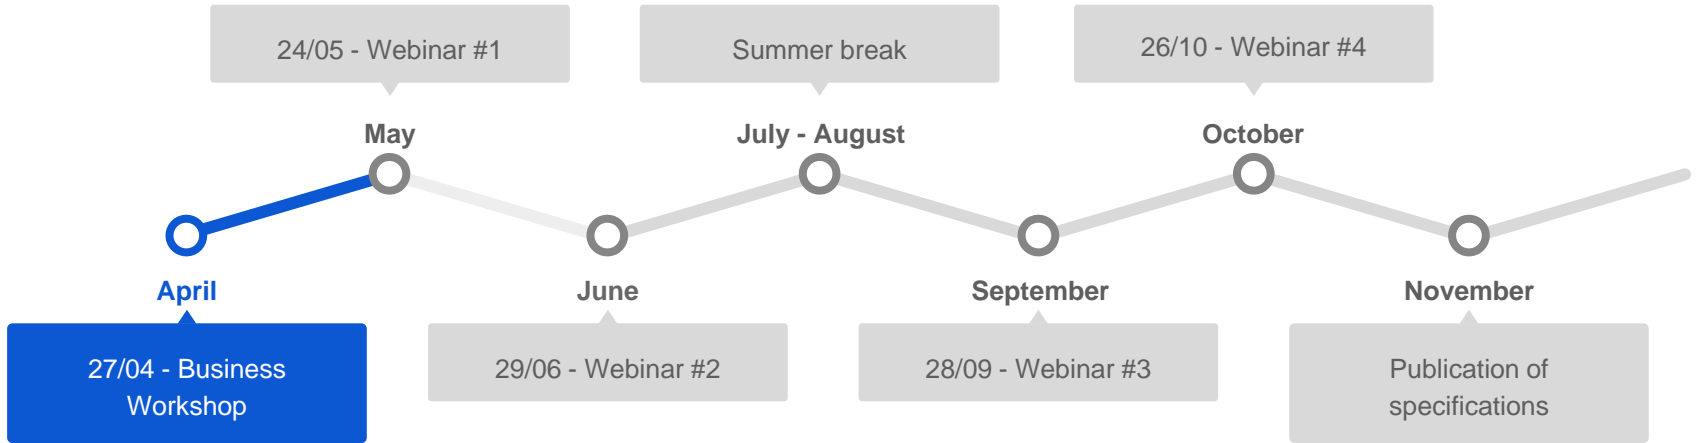 24/05 - Webinar #1
Summer break
26/10 - Webinar #4
May
July - August
October
April
June
September
November
27/04 - Business
Workshop
29/06 - Webinar #2
28/09 - Webinar #3
Publication of
specifications